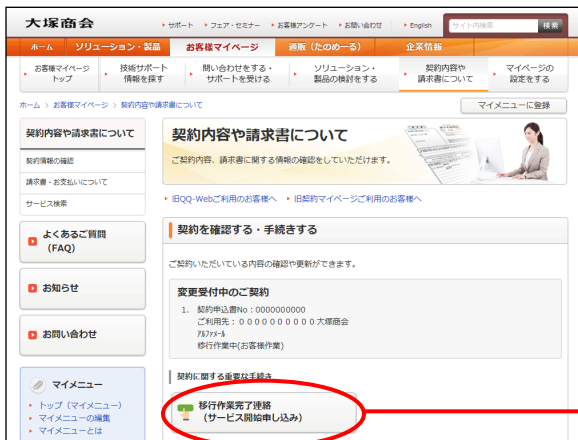 大塚商会
サポート フェア・セミナー お客様アンケート お問い合わせ English サイト内検索 検索
ホーム ソリューション・製品 お客様マイページ 通販（たのめーる） 企業情報
お客様マイページ
トップ
技術サポート
情報を探す
問い合わせをする・
サポートを受ける
ソリューション・
製品の検討をする
契約内容や
請求書について
マイページの
設定をする
ホーム > お客様マイページ > 契約内容や請求書について
マイメニューに登録
契約内容や請求書について
契約情報の確認
請求書・お支払いについて
サービス検索
よくあるご質問
（FAQ）
お知らせ
お問い合わせ
マイメニュー
トップ（マイメニュー）
マイメニューの編集
マイメニューとは
契約内容や請求書について
ご契約内容、請求書に関する情報の確認をしていただけます。
旧QQ-Webご利用のお客様へ 旧契約マイページご利用のお客様へ
契約を確認する・手続きする
ご契約いただいている内容の確認や更新ができます。
変更受付中のご契約
1. 契約申込書No：0000000000
ご利用先：００００００００００大塚商会
ｱﾙﾌｧﾒｰﾙ
移行作業中(お客様作業)
契約に関する重要な手続き
移行作業完了連絡
（サービス開始申し込み）